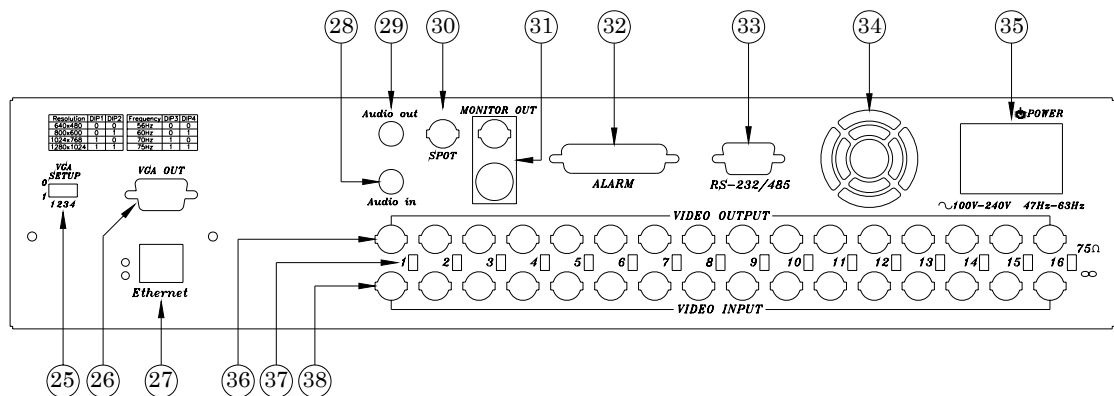 28 29 30 31 32 33 34 35
Resolution DIP1 DIP2 Frequency DIP3 DIP4
640x480 0 0 56Hz 0 0
800x600 0 1 60Hz 0 1
1024x768 1 0 70Hz 1 0
1280x1024 1 1 75Hz 1 1
Audio out
MONITOR OUT
POWER
SPOT
VGA SETUP
0
1
1234
VGA OUT
Audio in
ALARM
RS-232/485
100V-240V 47Hz-63Hz
VIDEO OUTPUT
75Ω
1 2 3 4 5 6 7 8 9 10 11 12 13 14 15 16
∞
Ethernet
VIDEO INPUT
25 26 27 36 37 38